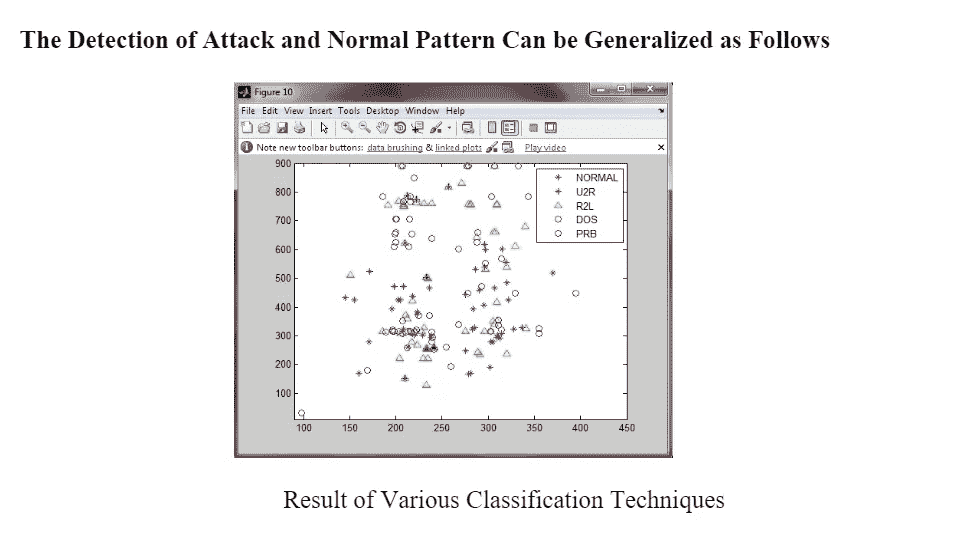 The Detection of Attack and Normal Pattern Can be Generalized as Follows
Figure 10
File Edit View Insert Tools Desktop Window Help
Note new toolbar buttons: data brushing & linked plots Play video
900
800
700
600
500
400
300
200
100
100 150 200 250 300 350 400 450
NORMAL
U2R
R2L
DOS
PRB
Result of Various Classification Techniques